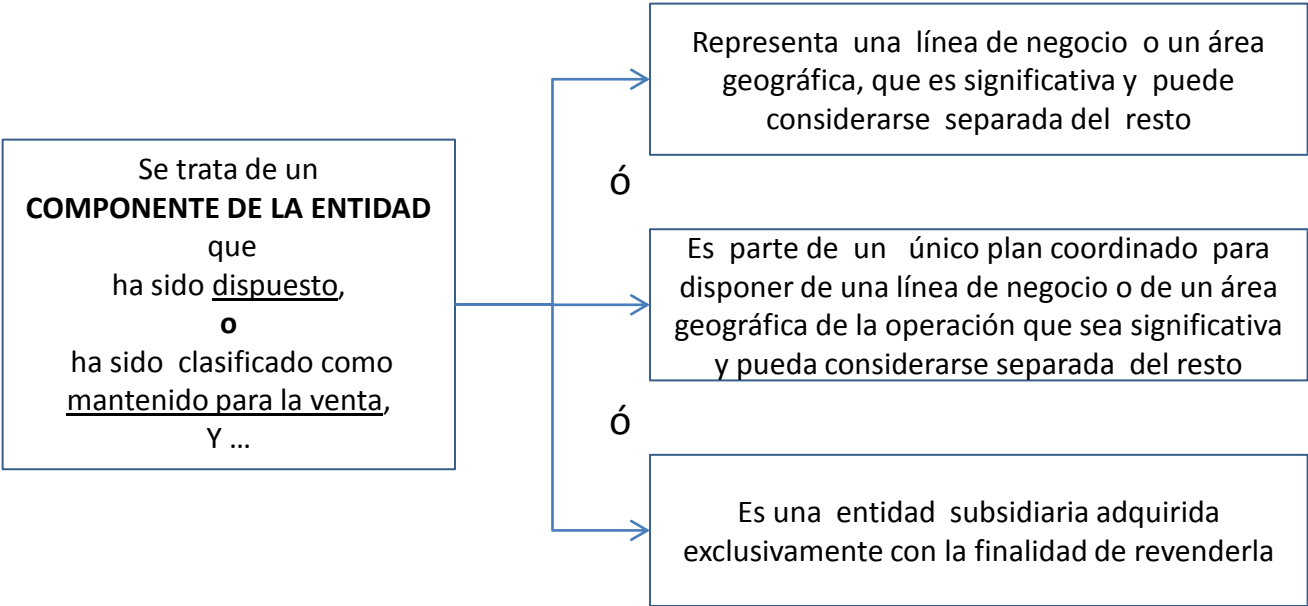 Se trata de un
COMPONENTE DE LA ENTIDAD
que
ha sido dispuesto,
o
ha sido clasificado como
mantenido para la venta,
Y ...
Representa una línea de negocio o un área
geográfica, que es significativa y puede
considerarse separada del resto
ó
Es parte de un único plan coordinado para
disponer de una línea de negocio o de un área
geográfica de la operación que sea significativa
y pueda considerarse separada del resto
ó
Es una entidad subsidiaria adquirida
exclusivamente con la finalidad de revenderla